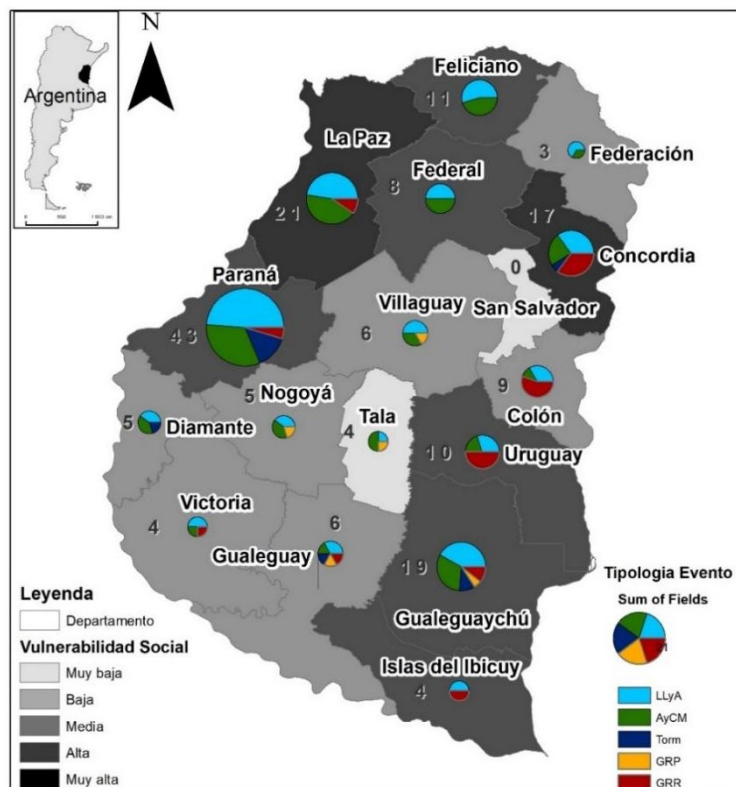 Argentina
N
Feliciano
11
La Paz
21
Federal
8
3
Federación
17
Concordia
0
San Salvador
Paraná
43
Villaguay
6
9
Colón
5
Nogoyá
5
Diamante
Tala
4
10
Uruguay
Victoria
4
6
Gualeguay
19
Gualeguaychú
Islas del Ibicuy
4
Leyenda
Departamento
Vulnerabilidad Social
Muy baja
Baja
Media
Alta
Muy alta
Tipologia Evento
Sum of Fields
LLyA
AyCM
Torm
GRP
GRR